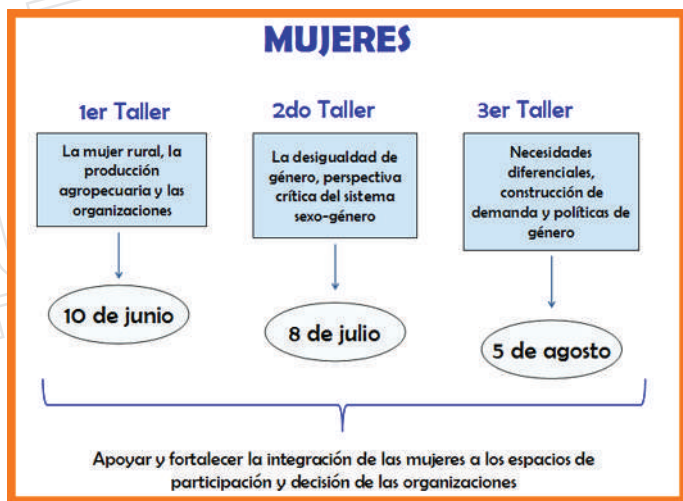 MUJERES
1er Taller
La mujer rural, la
producción
agropecuaria y las
organizaciones
10 de junio
2do Taller
La desigualdad de
género, perspectiva
crítica del sistema
sexo-género
8 de julio
3er Taller
Necesidades
diferenciales,
construcción de
demanda y políticas de
género
5 de agosto
Apoyar y fortalecer la integración de las mujeres a los espacios de
participación y decisión de las organizaciones